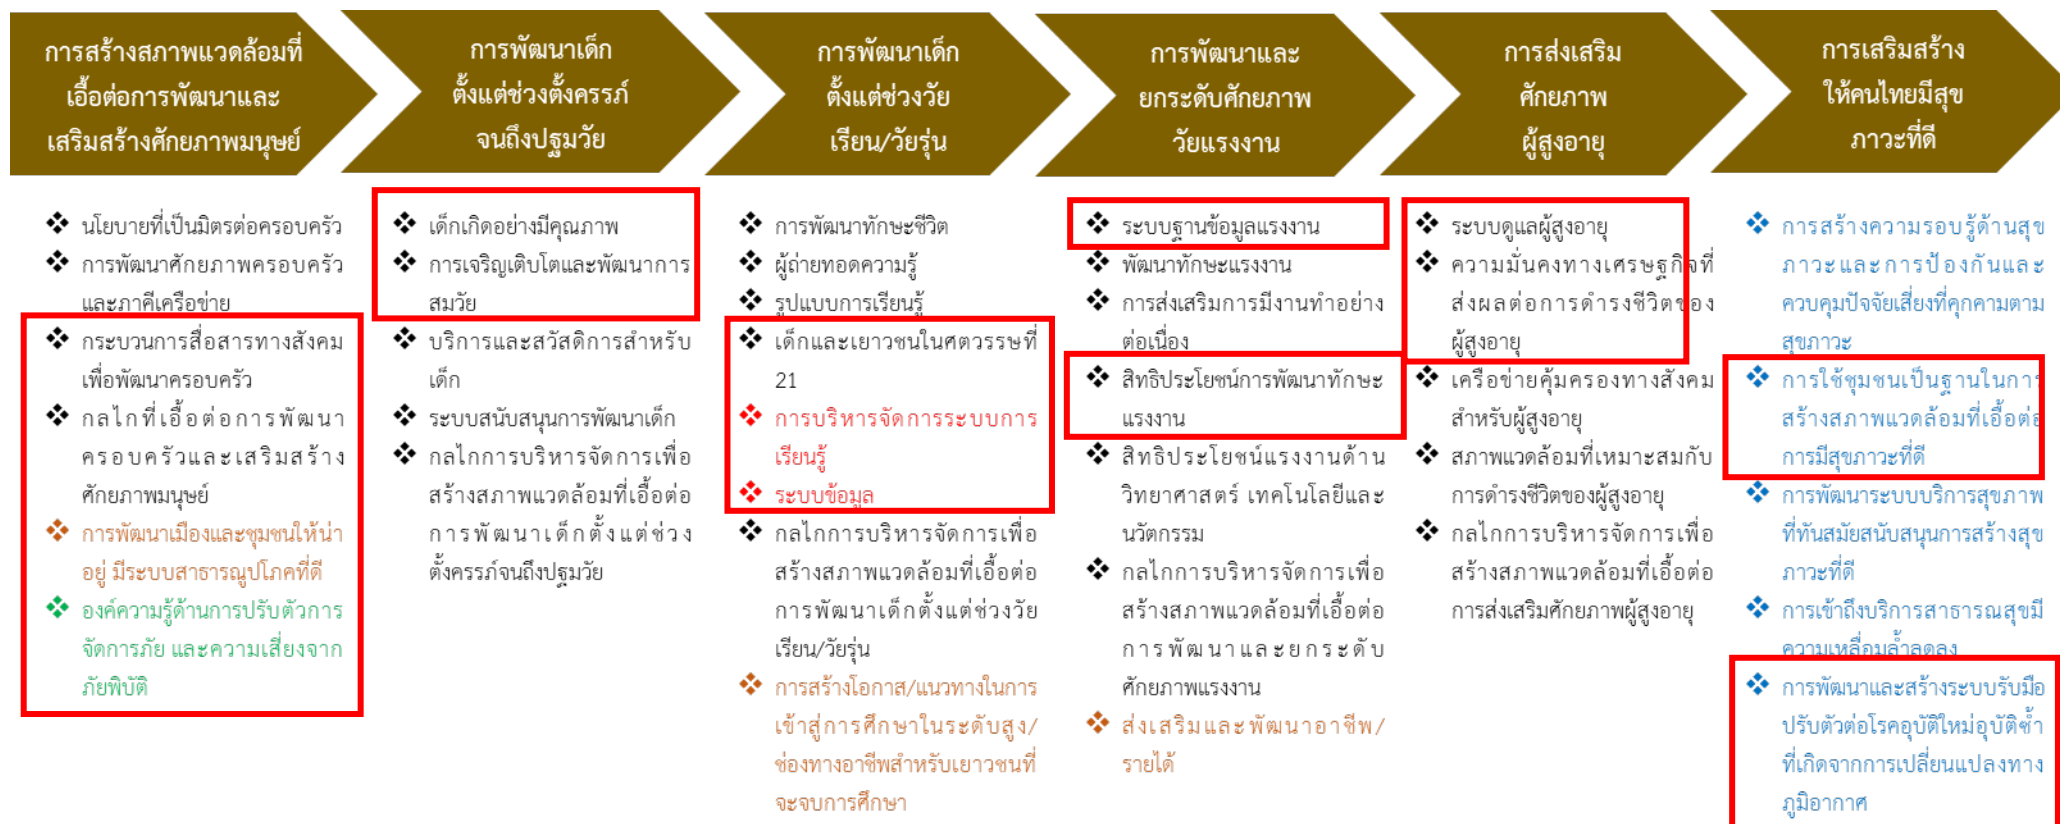 การสร้างสภาพแวดล้อมที่
เอื้อต่อการพัฒนาและ
เสริมสร้างศักยภาพมนุษย์
การพัฒนาเด็ก
ตั้งแต่ช่วงตั้งครรภ์
จนถึงปฐมวัย
การพัฒนาเด็ก
ตั้งแต่ช่วงวัย
เรียน/วัยรุ่น
การพัฒนาและ
ยกระดับศักยภาพ
วัยแรงงาน
การส่งเสริม
ศักยภาพ
ผู้สูงอายุ
การเสริมสร้าง
ให้คนไทยมีสุข
ภาวะที่ดี
❖ นโยบายที่เป็นมิตรต่อครอบครัว
❖ การพัฒนาศักยภาพครอบครัว
และภาคีเครือข่าย
❖ กระบวนการสื่อสารทางสังคม
เพื่อพัฒนาครอบครัว
❖ กลไกที่เอื้อต่อการพัฒนา
ครอบครัวและเสริมสร้าง
ศักยภาพมนุษย์
❖ การพัฒนาเมืองและชุมชนให้น่า
อยู่ มีระบบสาธารณูปโภคที่ดี
❖ องค์ความรู้ด้านการปรับตัวการ
จัดการภัย และความเสี่ยงจาก
ภัยพิบัติ
❖ เด็กเกิดอย่างมีคุณภาพ
❖ การเจริญเติบโตและพัฒนาการ
สมวัย
❖ บริการและสวัสดิการสำหรับ
เด็ก
❖ ระบบสนับสนุนการพัฒนาเด็ก
❖ กลไกการบริหารจัดการเพื่อ
สร้างสภาพแวดล้อมที่เอื้อต่อ
การพัฒนาเด็กตั้งแต่ช่วง
ตั้งครรภ์จนถึงปฐมวัย
❖ การพัฒนาทักษะชีวิต
❖ ผู้ถ่ายทอดความรู้
❖ รูปแบบการเรียนรู้
❖ เด็กและเยาวชนในศตวรรษที่
21
❖ การบริหารจัดการระบบการ
เรียนรู้
❖ ระบบข้อมูล
❖ กลไกการบริหารจัดการเพื่อ
สร้างสภาพแวดล้อมที่เอื้อต่อ
การพัฒนาเด็กตั้งแต่ช่วงวัย
เรียน/วัยรุ่น
❖ การสร้างโอกาส/แนวทางในการ
เข้าสู่การศึกษาในระดับสูง/
ช่องทางอาชีพสำหรับเยาวชนที่
จะจบการศึกษา
❖ ระบบฐานข้อมูลแรงงาน
❖ พัฒนาทักษะแรงงาน
❖ การส่งเสริมการมีงานทำอย่าง
ต่อเนื่อง
❖ สิทธิประโยชน์การพัฒนาทักษะ
แรงงาน
❖ สิทธิประโยชน์แรงงานด้าน
วิทยาศาสตร์ เทคโนโลยีและ
นวัตกรรม
❖ กลไกการบริหารจัดการเพื่อ
สร้างสภาพแวดล้อมที่เอื้อต่อ
การพัฒนาและยกระดับ
ศักยภาพแรงงาน
❖ ส่งเสริมและพัฒนาอาชีพ/
รายได้
❖ ระบบดูแลผู้สูงอายุ
❖ ความมั่นคงทางเศรษฐกิจที่
ส่งผลต่อการดำรงชีวิตของ
ผู้สูงอายุ
❖ เครือข่ายคุ้มครองทางสังคม
สำหรับผู้สูงอายุ
❖ สภาพแวดล้อมที่เหมาะสมกับ
การดำรงชีวิตของผู้สูงอายุ
❖ กลไกการบริหารจัดการเพื่อ
สร้างสภาพแวดล้อมที่เอื้อต่อ
การส่งเสริมศักยภาพผู้สูงอายุ
❖ การสร้างความรอบรู้ด้านสุข
ภาวะและการป้องกันและ
ควบคุมปัจจัยเสี่ยงที่คุกคามตาม
สุขภาวะ
❖ การใช้ชุมชนเป็นฐานในการ
สร้างสภาพแวดล้อมที่เอื้อต่อ
การมีสุขภาวะที่ดี
❖ การพัฒนาระบบบริการสุขภาพ
ที่ทันสมัยสนับสนุนการสร้างสุข
ภาวะที่ดี
❖ การเข้าถึงบริการสาธารณสุขมี
ความเหลื่อมล้ำลดลง
❖ การพัฒนาและสร้างระบบรับมือ
ปรับตัวต่อโรคอุบัติใหม่อุบัติซ้ำ
ที่เกิดจากการเปลี่ยนแปลงทาง
ภูมิอากาศ